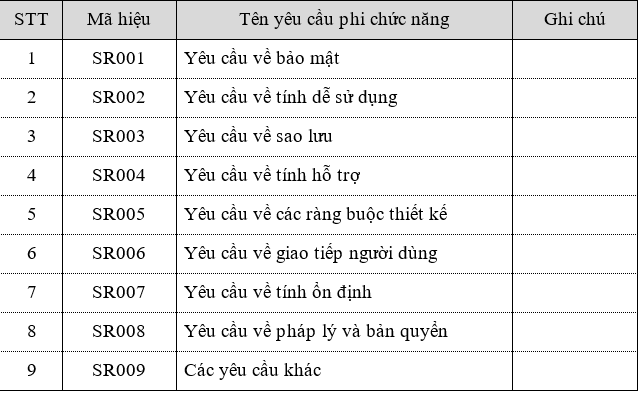 STT Mã hiệu Tên yêu cầu phi chức năng Ghi chú
1 SR001 Yêu cầu về bảo mật
2 SR002 Yêu cầu về tính dễ sử dụng
3 SR003 Yêu cầu về sao lưu
4 SR004 Yêu cầu về tính hỗ trợ
5 SR005 Yêu cầu về các ràng buộc thiết kế
6 SR006 Yêu cầu về giao tiếp người dùng
7 SR007 Yêu cầu về tính ổn định
8 SR008 Yêu cầu về pháp lý và bản quyền
9 SR009 Các yêu cầu khác